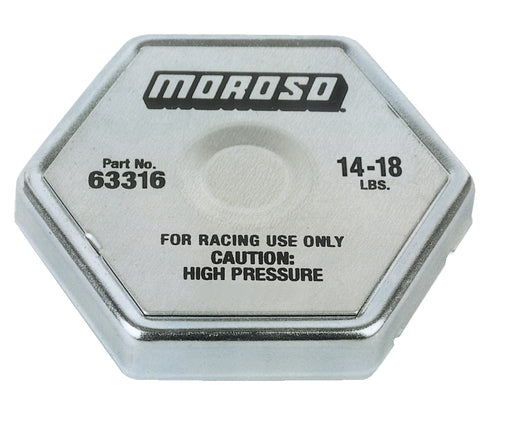 MOROSO
Part No.
63316
14-18
LBS.
FOR RACING USE ONLY
CAUTION:
HIGH PRESSURE